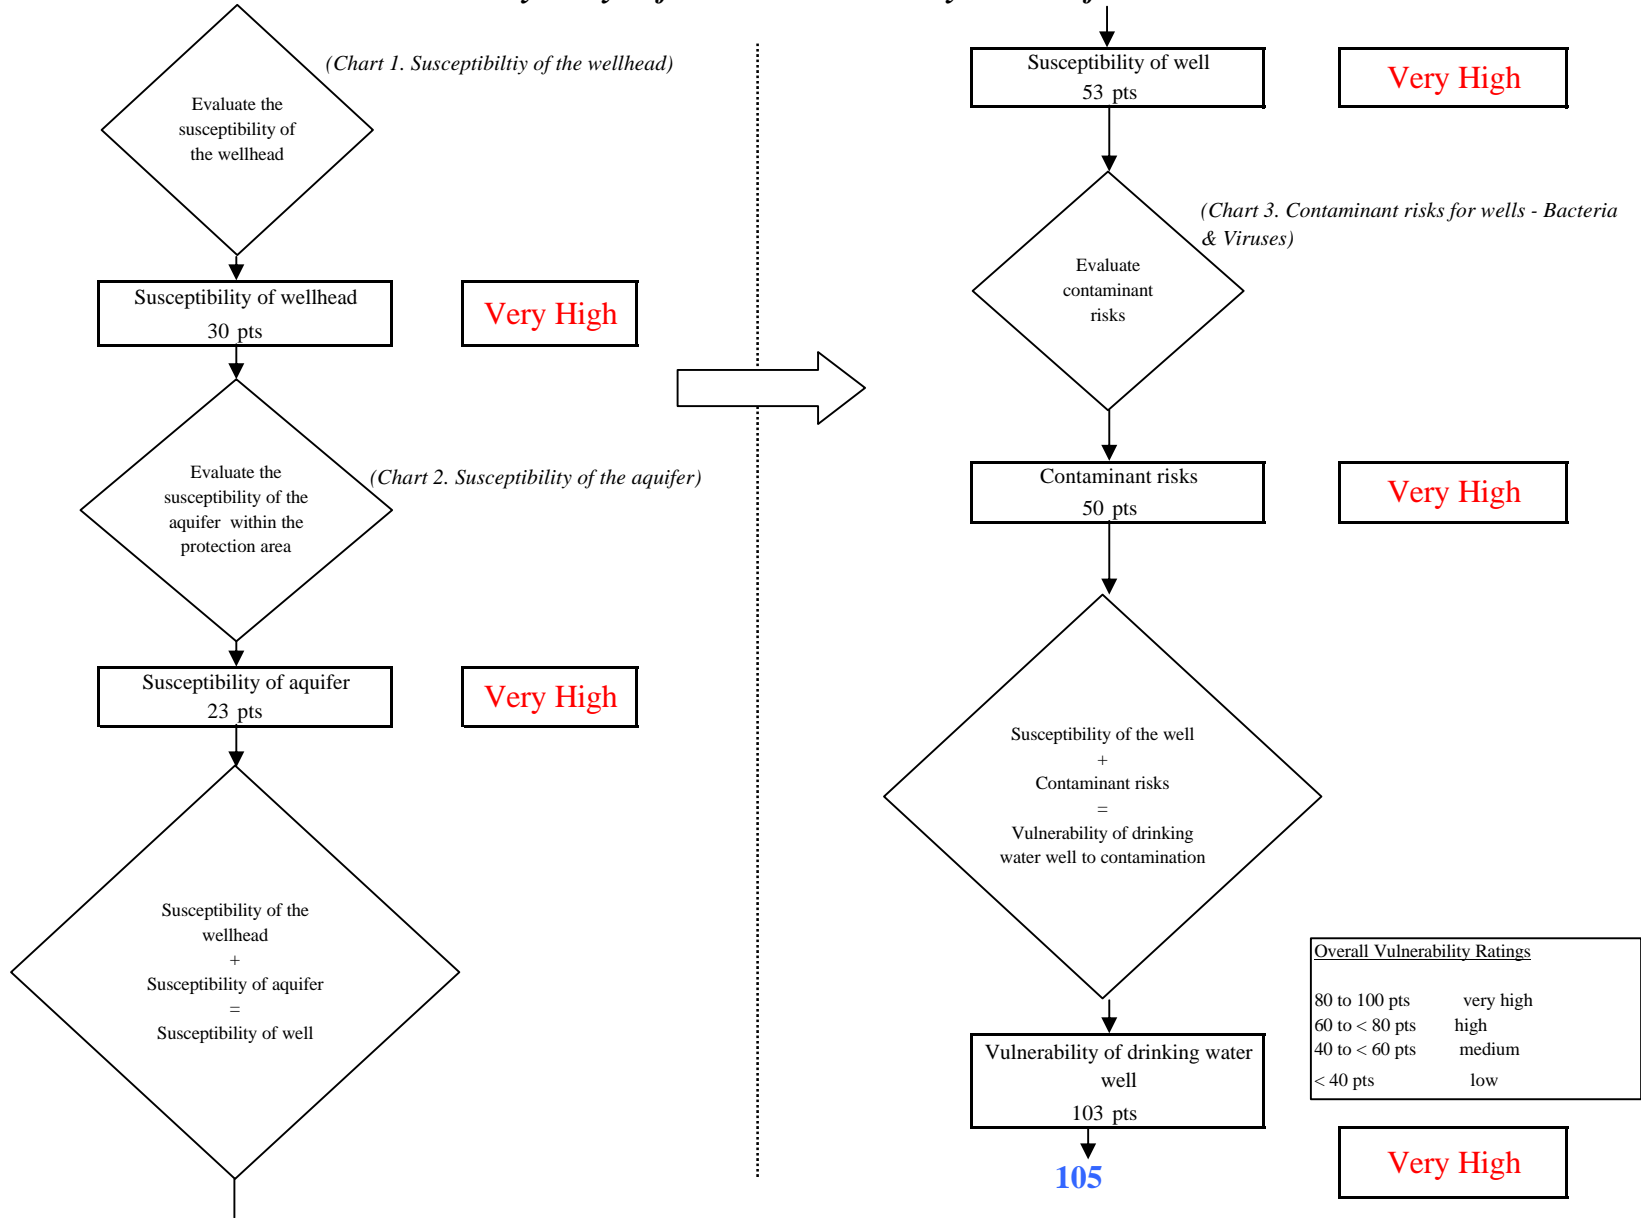 (Chart 1. Susceptibiltiy of the wellhead)
Evaluate the
susceptibility of
the wellhead
Susceptibility of wellhead
30 pts
Very High
Evaluate the
susceptibility of the
aquifer within the
protection area
(Chart 2. Susceptibility of the aquifer)
Susceptibility of aquifer
23 pts
Very High
Susceptibility of the
wellhead
+
Susceptibility of aquifer
=
Susceptibility of well
Susceptibility of well
53 pts
Very High
(Chart 3. Contaminant risks for wells - Bacteria
& Viruses)
Evaluate
contaminant
risks
Contaminant risks
50 pts
Very High
Susceptibility of the well
+
Contaminant risks
=
Vulnerability of drinking
water well to contamination
Overall Vulnerability Ratings
80 to 100 pts very high
60 to < 80 pts high
40 to < 60 pts medium
< 40 pts low
Vulnerability of drinking water
well
103 pts
105
Very High